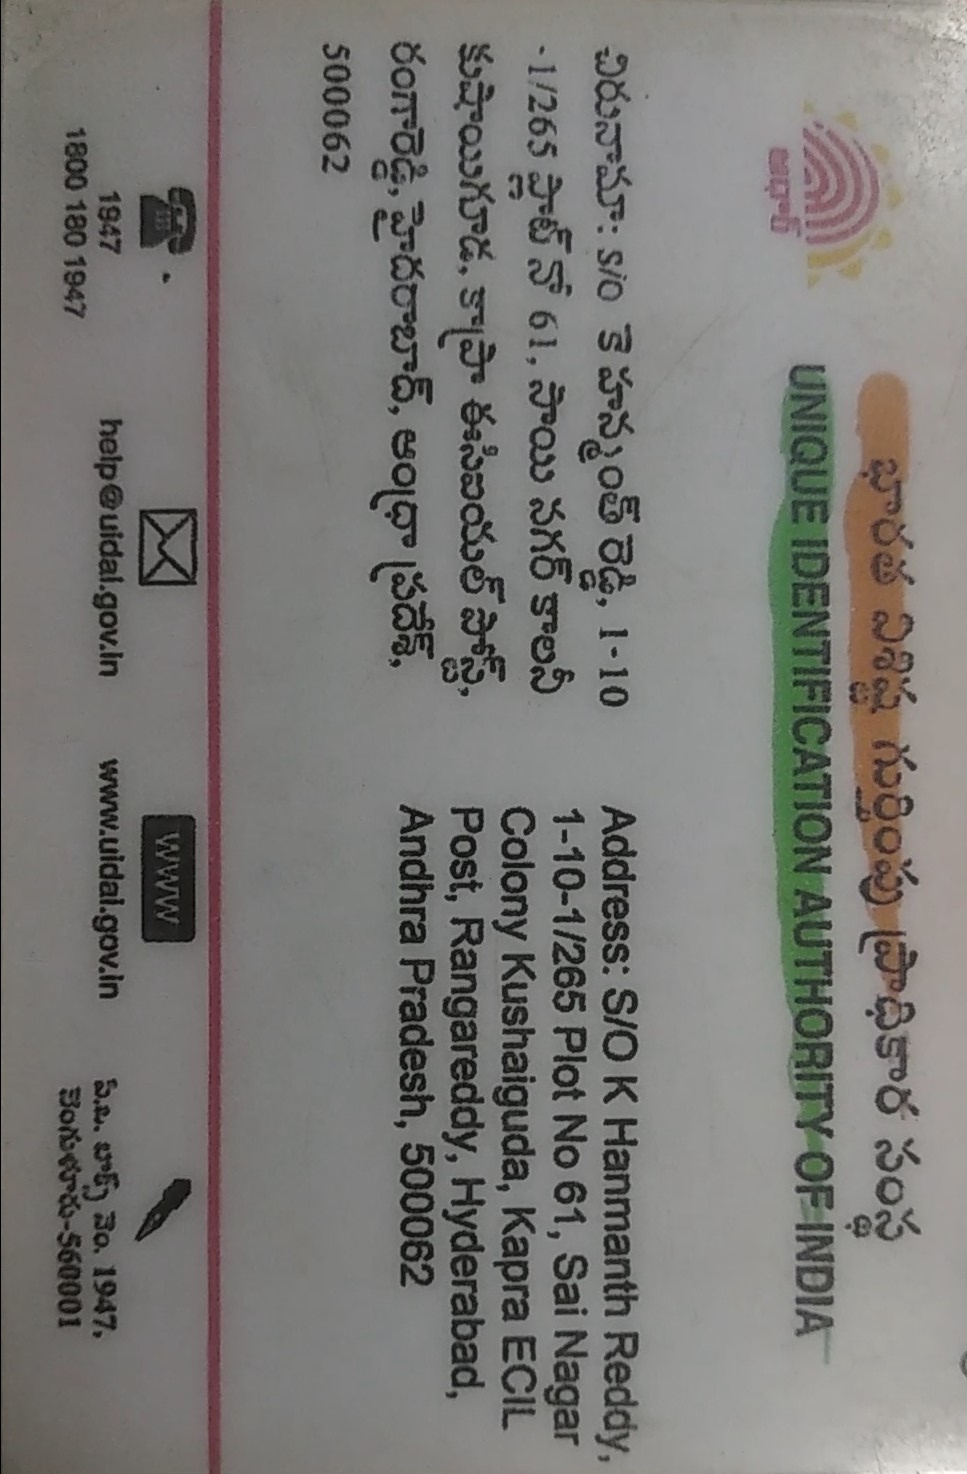 భారత విశిష్ట గుర్తింపు ప్రాధికార సంస్థ
UNIQUE IDENTIFICATION AUTHORITY OF INDIA
ఆధార్
చిరునామా: S/O కె హన్మంత్ రెడ్డి, 1-10
-1/265 ప్లాట్ నో 61, సాయి నగర్ కాలనీ
కుషాయిగూడ, కాప్రా ఈసిఐయల్ పోస్ట్,
రంగారెడ్డి, హైదరాబాద్, ఆంధ్రా ప్రదేశ్,
500062
Address: S/O K Hanmanth Reddy,
1-10-1/265 Plot No 61, Sai Nagar
Colony Kushaiguda, Kapra ECIL
Post, Rangareddy, Hyderabad,
Andhra Pradesh, 500062
1947
1800 180 1947
help@uidai.gov.in
WWW
www.uidai.gov.in
పి.ఒ. బాక్స్ నెం. 1947,
బెంగుళూరు-560001